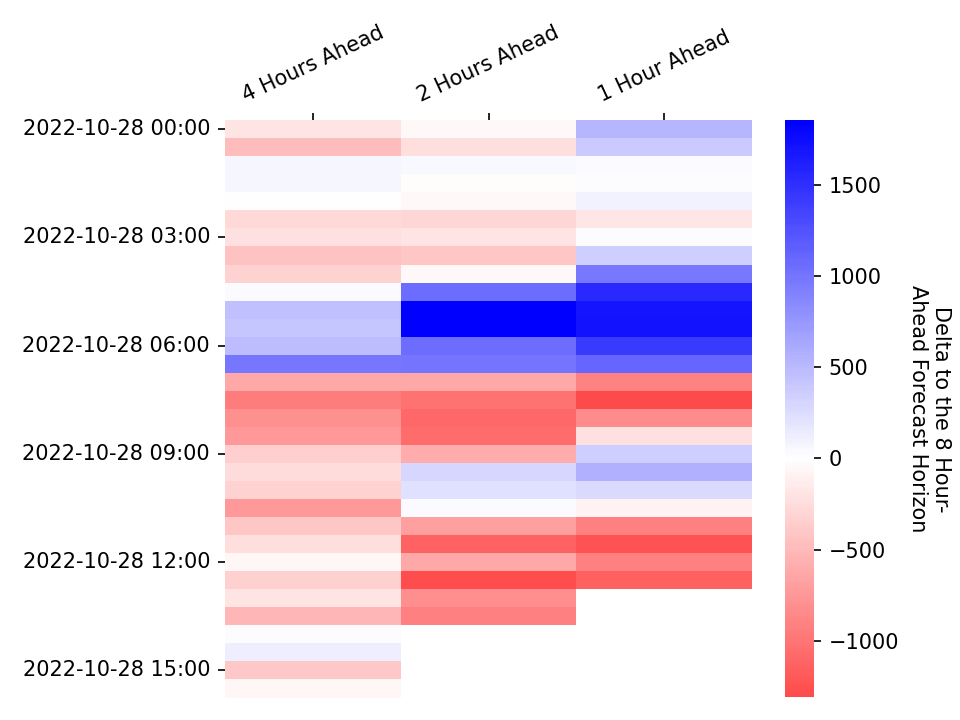 4 Hours Ahead
2 Hours Ahead
1 Hour Ahead
2022-10-28 00:00
2022-10-28 03:00
2022-10-28 06:00
2022-10-28 09:00
2022-10-28 12:00
2022-10-28 15:00
1500
1000
500
0
−500
−1000
Delta to the 8 Hour-
Ahead Forecast Horizon